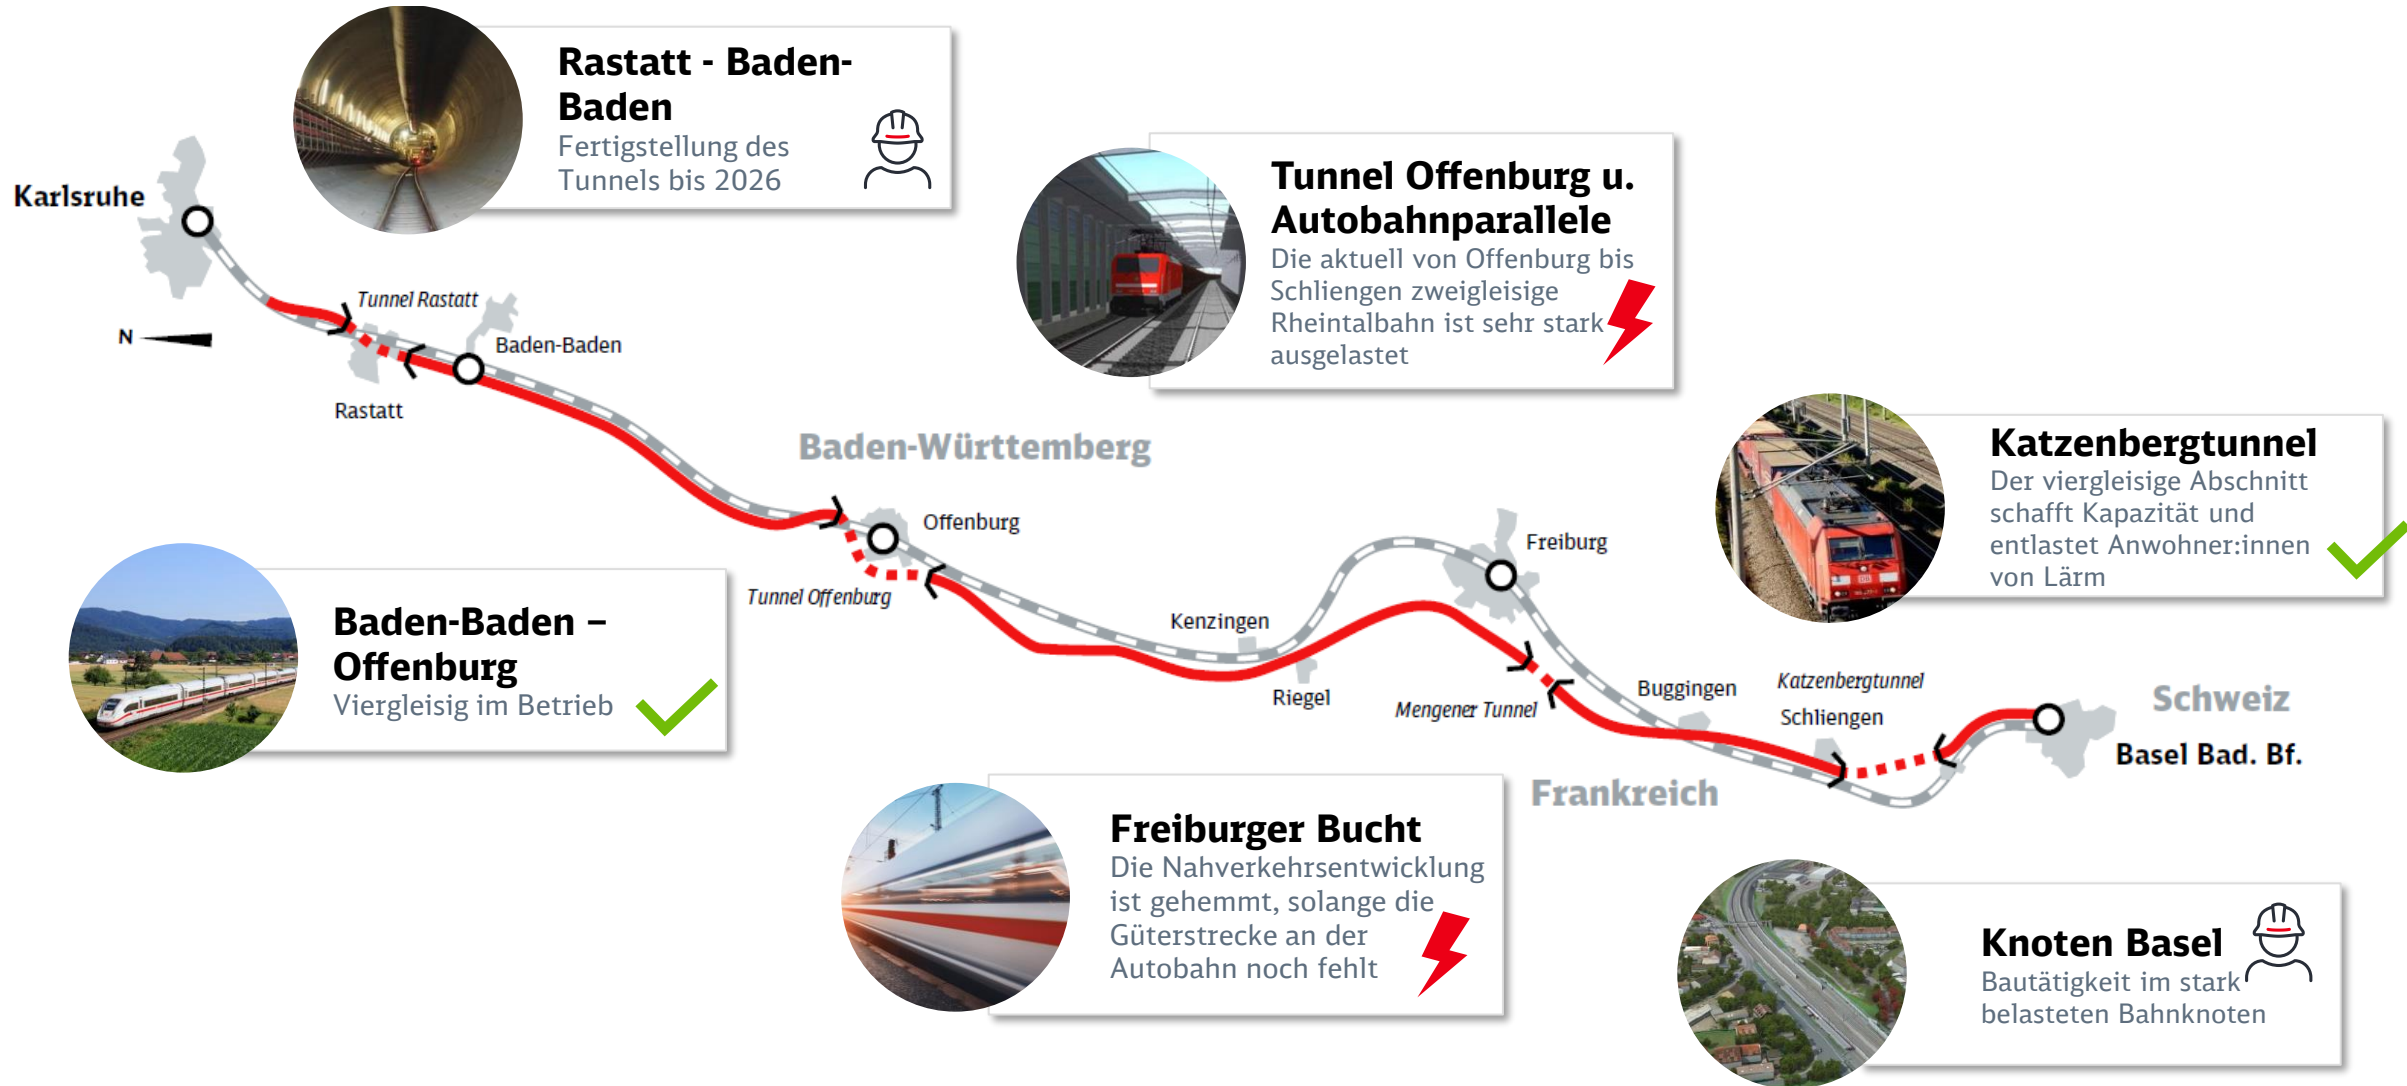 Rastatt - Baden-
Baden
Fertigstellung des
Tunnels bis 2026
Karlsruhe
N
Tunnel Rastatt
Baden-Baden
Rastatt
Tunnel Offenburg u.
Autobahnparallele
Die aktuell von Offenburg bis
Schliengen zweigleisige
Rheintalbahn ist sehr stark
ausgelastet
Baden-Württemberg
Offenburg
Tunnel Offenburg
Katzenbergtunnel
Der viergleisige Abschnitt
schafft Kapazität und
entlastet Anwohner:innen
von Lärm
Freiburg
Kenzingen
Riegel
Mengener Tunnel
Buggingen
Katzenbergtunnel
Schliengen
Schweiz
Basel Bad. Bf.
Frankreich
Baden-Baden –
Offenburg
Viergleisig im Betrieb
Freiburger Bucht
Die Nahverkehrsentwicklung
ist gehemmt, solange die
Güterstrecke an der
Autobahn noch fehlt
Knoten Basel
Bautätigkeit im stark
belasteten Bahnknoten